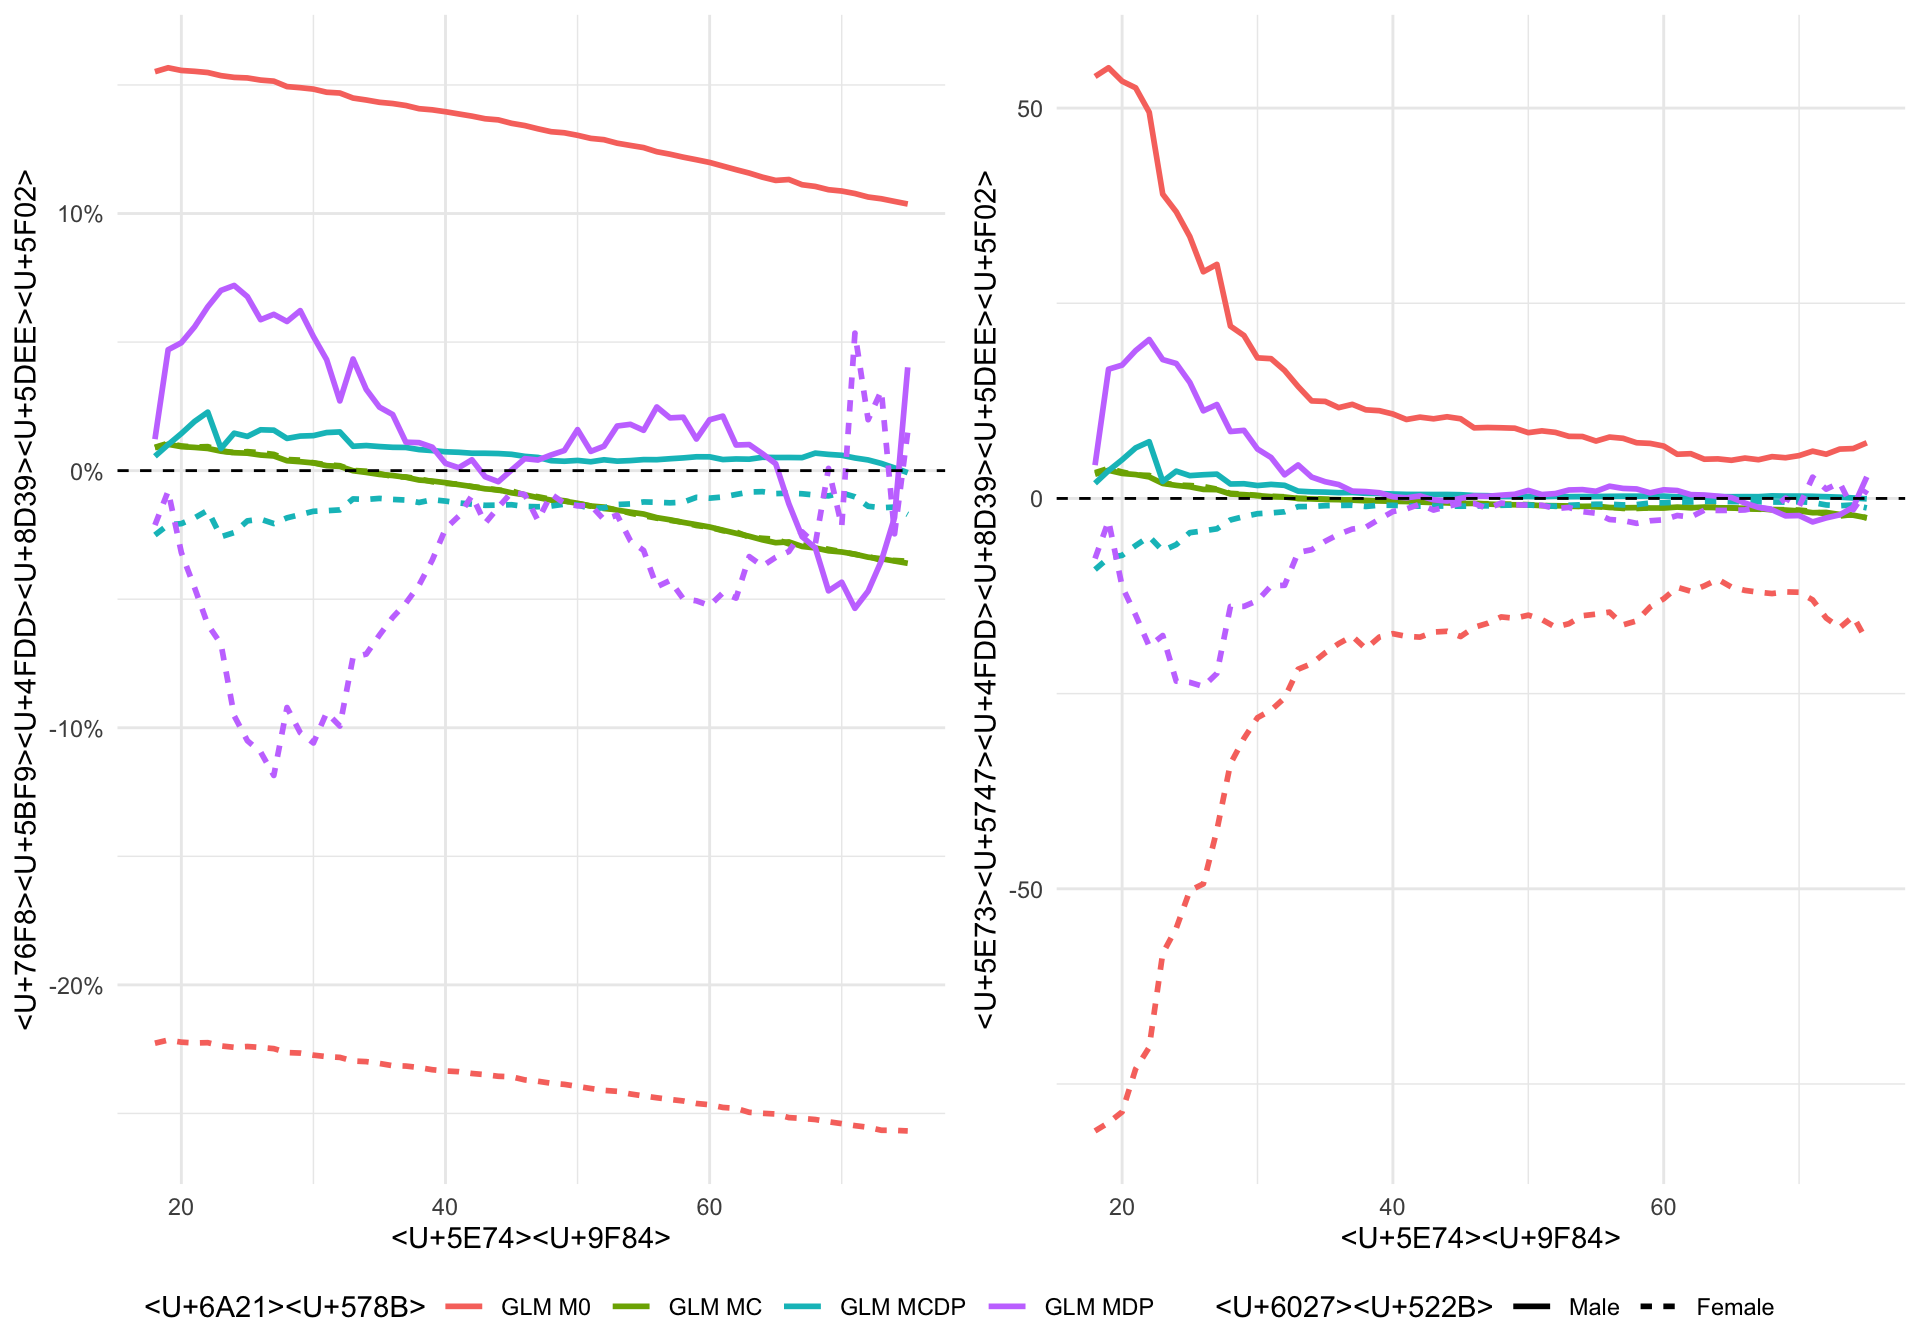 <U+76F8><U+5BF9><U+4FDD><U+8D39><U+5DEE><U+5F02>
10%
0%
-10%
-20%
20
40
60
<U+5E74><U+9F84>
<U+5E73><U+5747><U+4FDD><U+8D39><U+5DEE><U+5F02>
50
0
-50
20
40
60
<U+5E74><U+9F84>
<U+6A21><U+578B> GLM M0 GLM MC GLM MCDP GLM MDP <U+6027><U+522B> Male Female